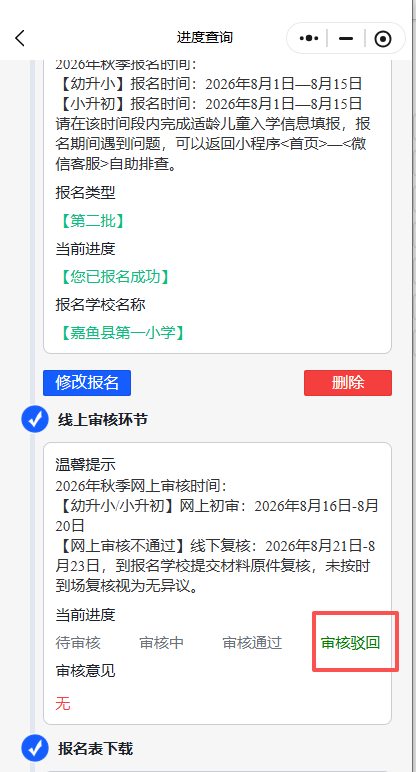 进度查询
2026年秋季报名时间：
【幼升小】报名时间：2026年8月1日—8月15日
【小升初】报名时间：2026年8月1日—8月15日
请在该时间段内完成适龄儿童入学信息填报，报
名期间遇到问题，可以返回小程序<首页>—<微
信客服>自助排查。
报名类型
【第二批】
当前进度
【您已报名成功】
报名学校名称
【嘉鱼县第一小学】
修改报名 删除
线上审核环节
温馨提示
2026年秋季网上审核时间：
【幼升小/小升初】网上初审：2026年8月16日-8月
20日
【网上审核不通过】线下复核：2026年8月21日-8
月23日，到报名学校提交材料原件复核，未按时
到场复核视为无异议。
当前进度
待审核 审核中 审核通过 审核驳回
审核意见
无
报名表下载